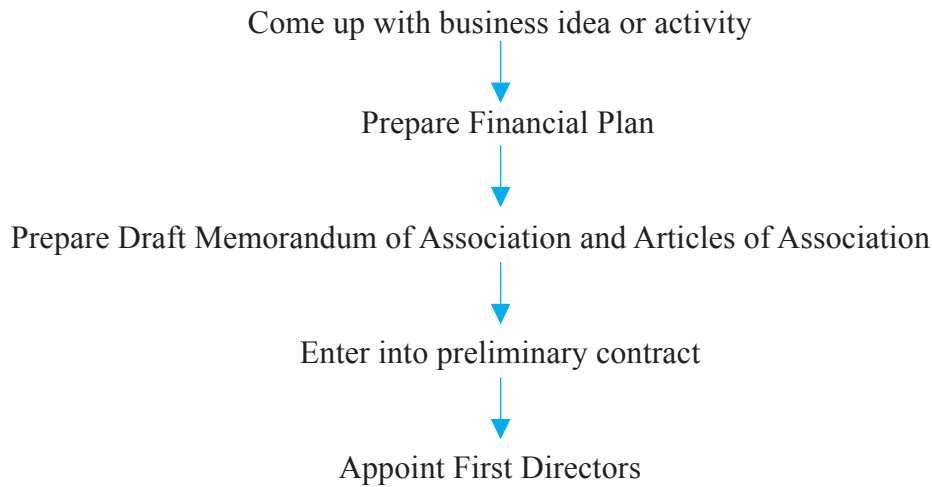 Come up with business idea or activity
Prepare Financial Plan
Prepare Draft Memorandum of Association and Articles of Association
Enter into preliminary contract
Appoint First Directors